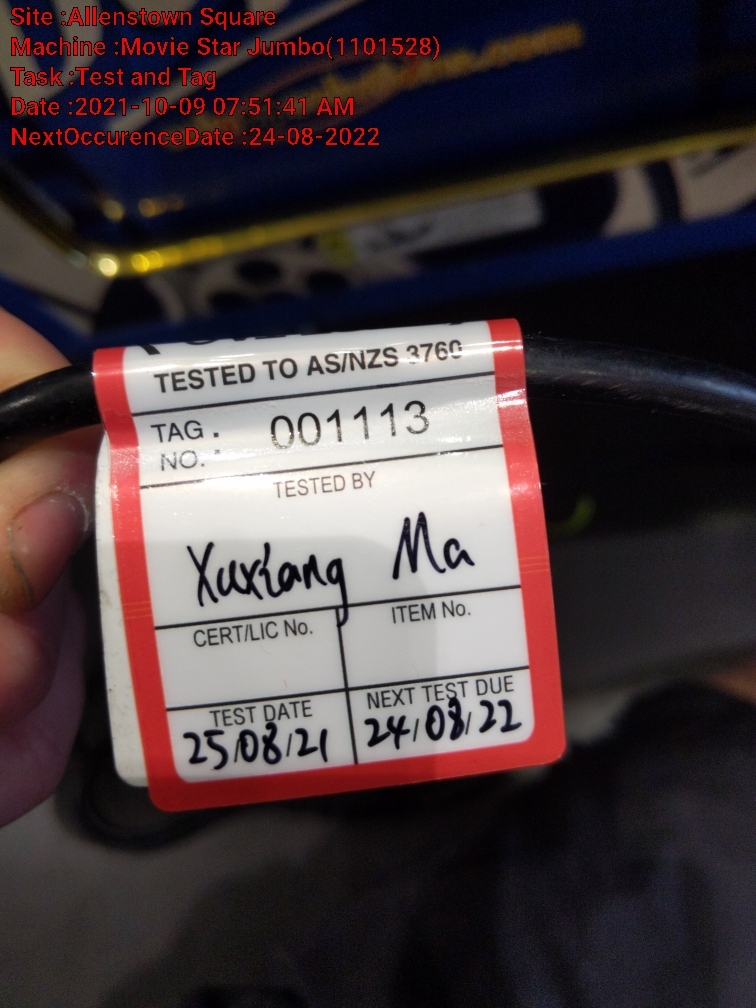 Site :Allenstown Square
Machine :Movie Star Jumbo(1101528)
Task :Test and Tag
Date :2021-10-09 07:51:41 AM
NextOccurenceDate :24-08-2022
TESTED TO AS/NZS 3760
TAG
NO.
001113
TESTED BY
Xuxiang Ma
CERT/LIC No.
ITEM No.
TEST DATE
NEXT TEST DUE
25/08/21
24/08/22